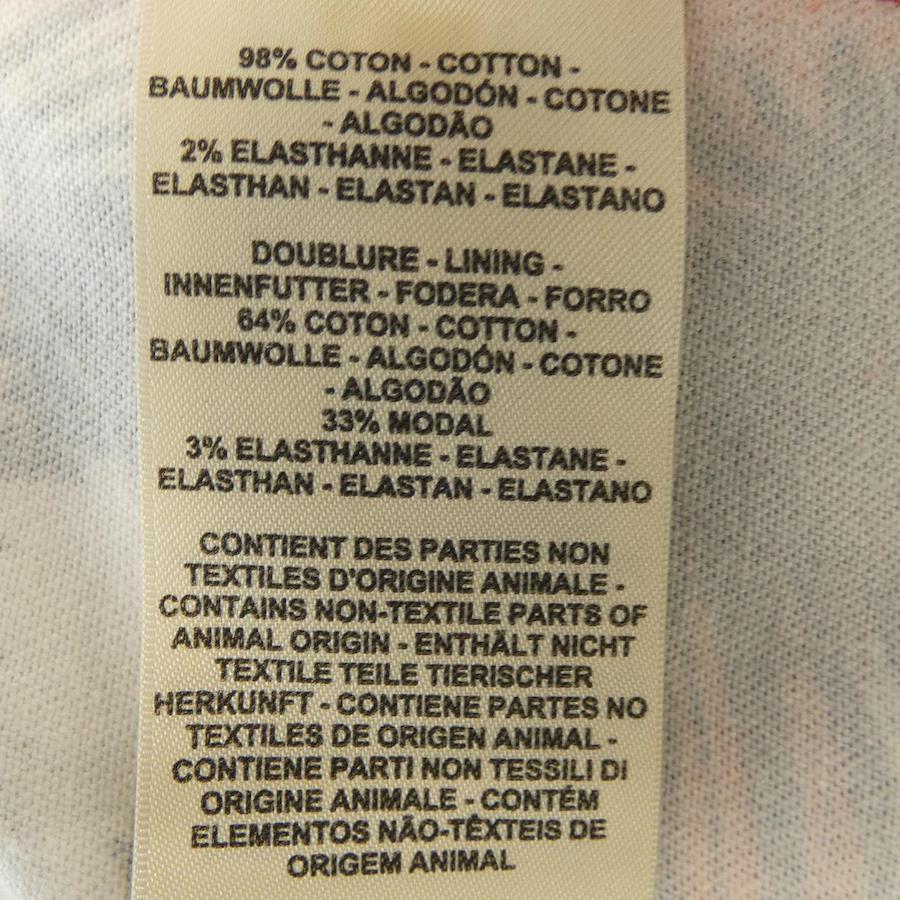 98% COTON - COTTON -
BAUMWOLLE - ALGODÓN - COTONE
- ALGODÃO
2% ELASTHANNE - ELASTANE -
ELASTHAN - ELASTAN - ELASTANO
DOUBLURE - LINING -
INNENFUTTER - FODERA - FORRO
64% COTON - COTTON -
BAUMWOLLE - ALGODÓN - COTONE
- ALGODÃO
33% MODAL
3% ELASTHANNE - ELASTANE -
ELASTHAN - ELASTAN - ELASTANO
CONTIENT DES PARTIES NON
TEXTILES D'ORIGINE ANIMALE -
CONTAINS NON-TEXTILE PARTS OF
ANIMAL ORIGIN - ENTHÄLT NICHT
TEXTILE TEILE TIERISCHER
HERKUNFT - CONTIENE PARTES NO
TEXTILES DE ORIGEN ANIMAL -
CONTIENE PARTI NON TESSILI DI
ORIGINE ANIMALE - CONTÉM
ELEMENTOS NÃO-TÊXTEIS DE
ORIGEM ANIMAL